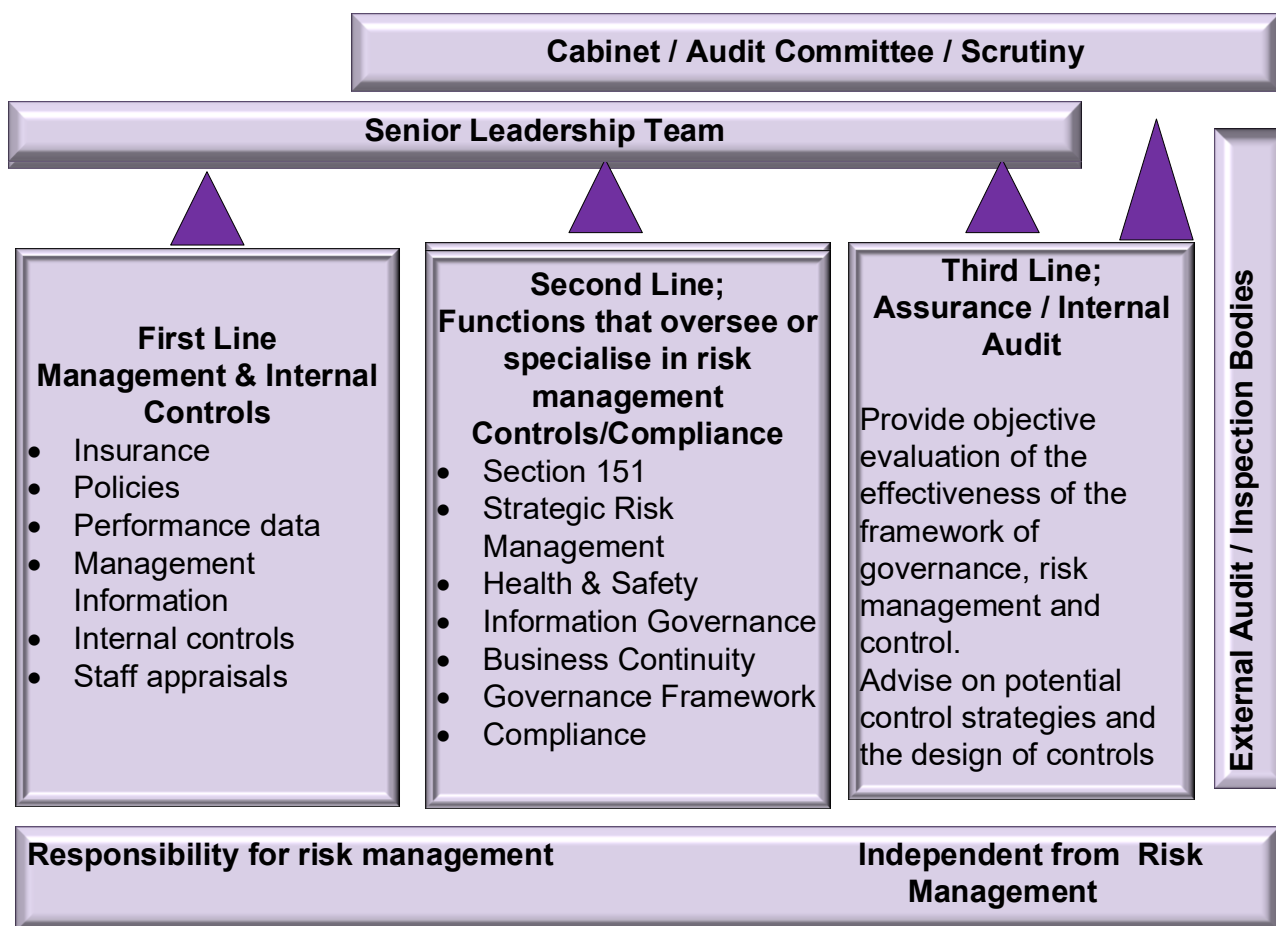 Cabinet / Audit Committee / Scrutiny
Senior Leadership Team
First Line
Management & Internal
Controls
• Insurance
• Policies
• Performance data
• Management
Information
• Internal controls
• Staff appraisals
Second Line;
Functions that oversee or
specialise in risk
management
Controls/Compliance
• Section 151
• Strategic Risk
Management
• Health & Safety
• Information Governance
• Business Continuity
• Governance Framework
• Compliance
Third Line;
Assurance / Internal
Audit
Provide objective
evaluation of the
effectiveness of the
framework of
governance, risk
management and
control.
Advise on potential
control strategies and
the design of controls
External Audit / Inspection Bodies
Responsibility for risk management
Independent from Risk
Management